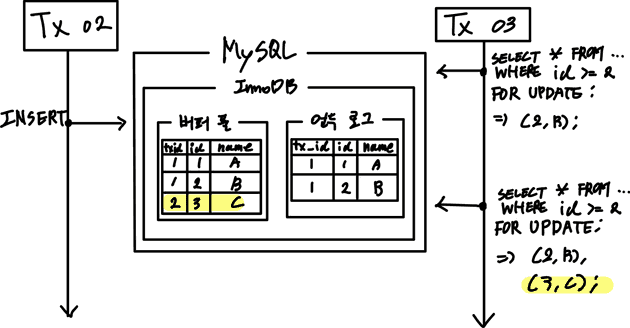 Tx 02
INSERT
MySQL
InnoDB
버퍼 풀
txid id name
1 1 A
1 2 B
2 3 C
언두 로그
tx_id id name
1 1 A
1 2 B
Tx 03
SELECT * FROM ...
WHERE id >= 2
FOR UPDATE:
=> (2, B);
SELECT * FROM ...
WHERE id >= 2
FOR UPDATE;
=> (2, B),
(3, C);